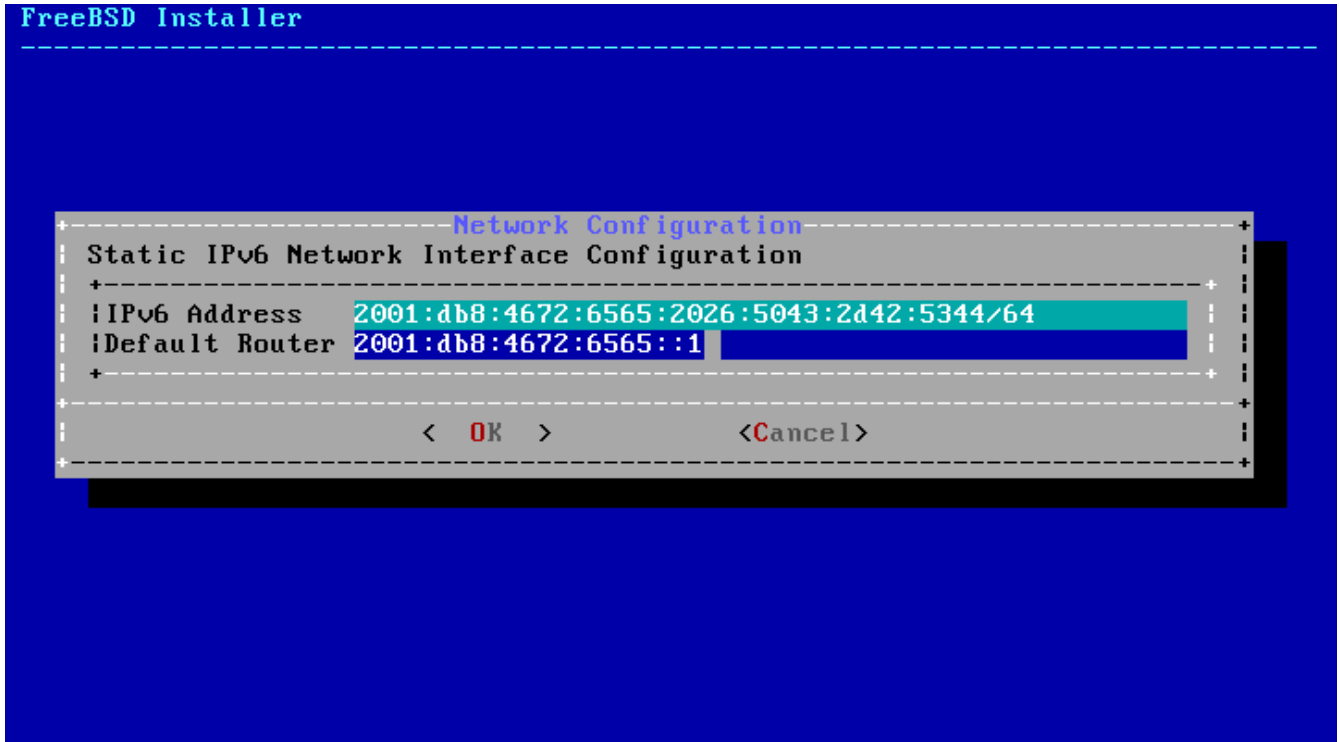 FreeBSD Installer
Network Configuration
Static IPv6 Network Interface Configuration
IPv6 Address 2001:db8:4672:6565:2026:5043:2d42:5344/64
Default Router 2001:db8:4672:6565::1
< OK > <Cancel>